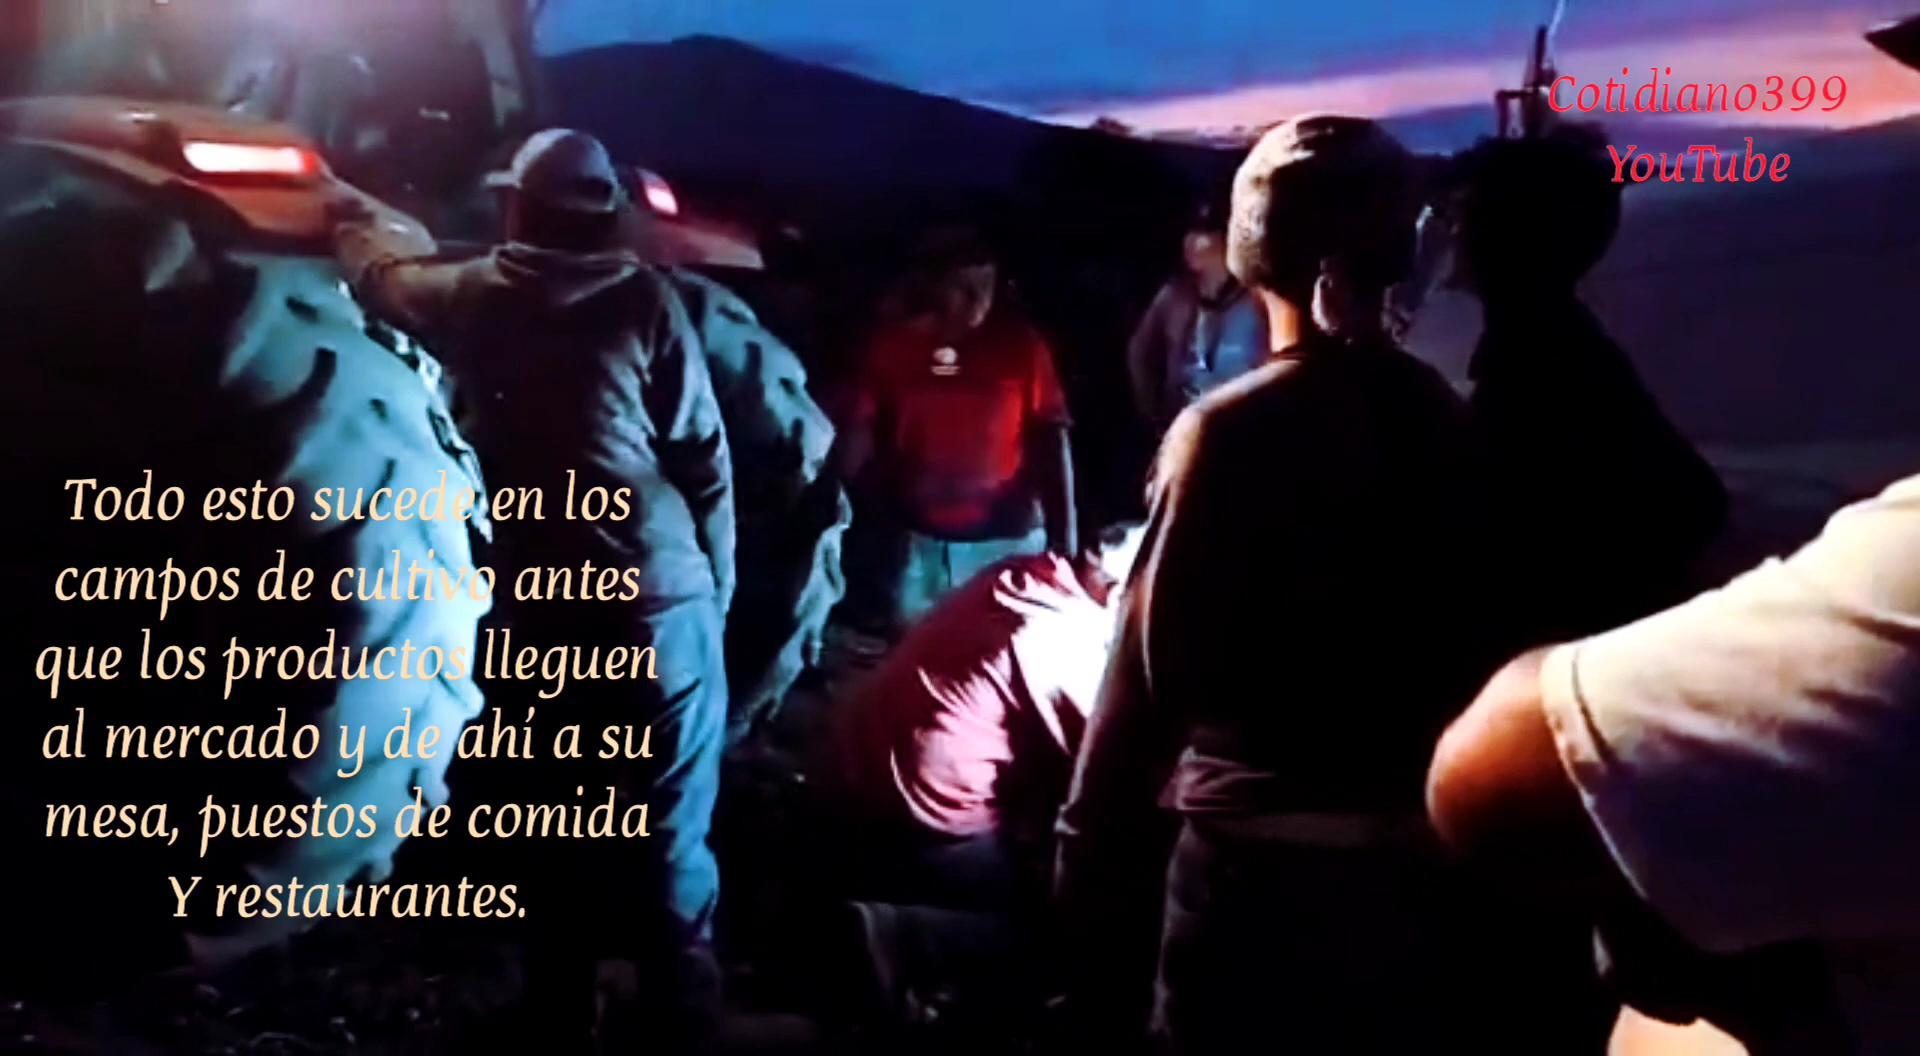 Cotidiano399
YouTube
Todo esto sucede en los
campos de cultivo antes
que los productos lleguen
al mercado y de ahí a su
mesa, puestos de comida
Y restaurantes.